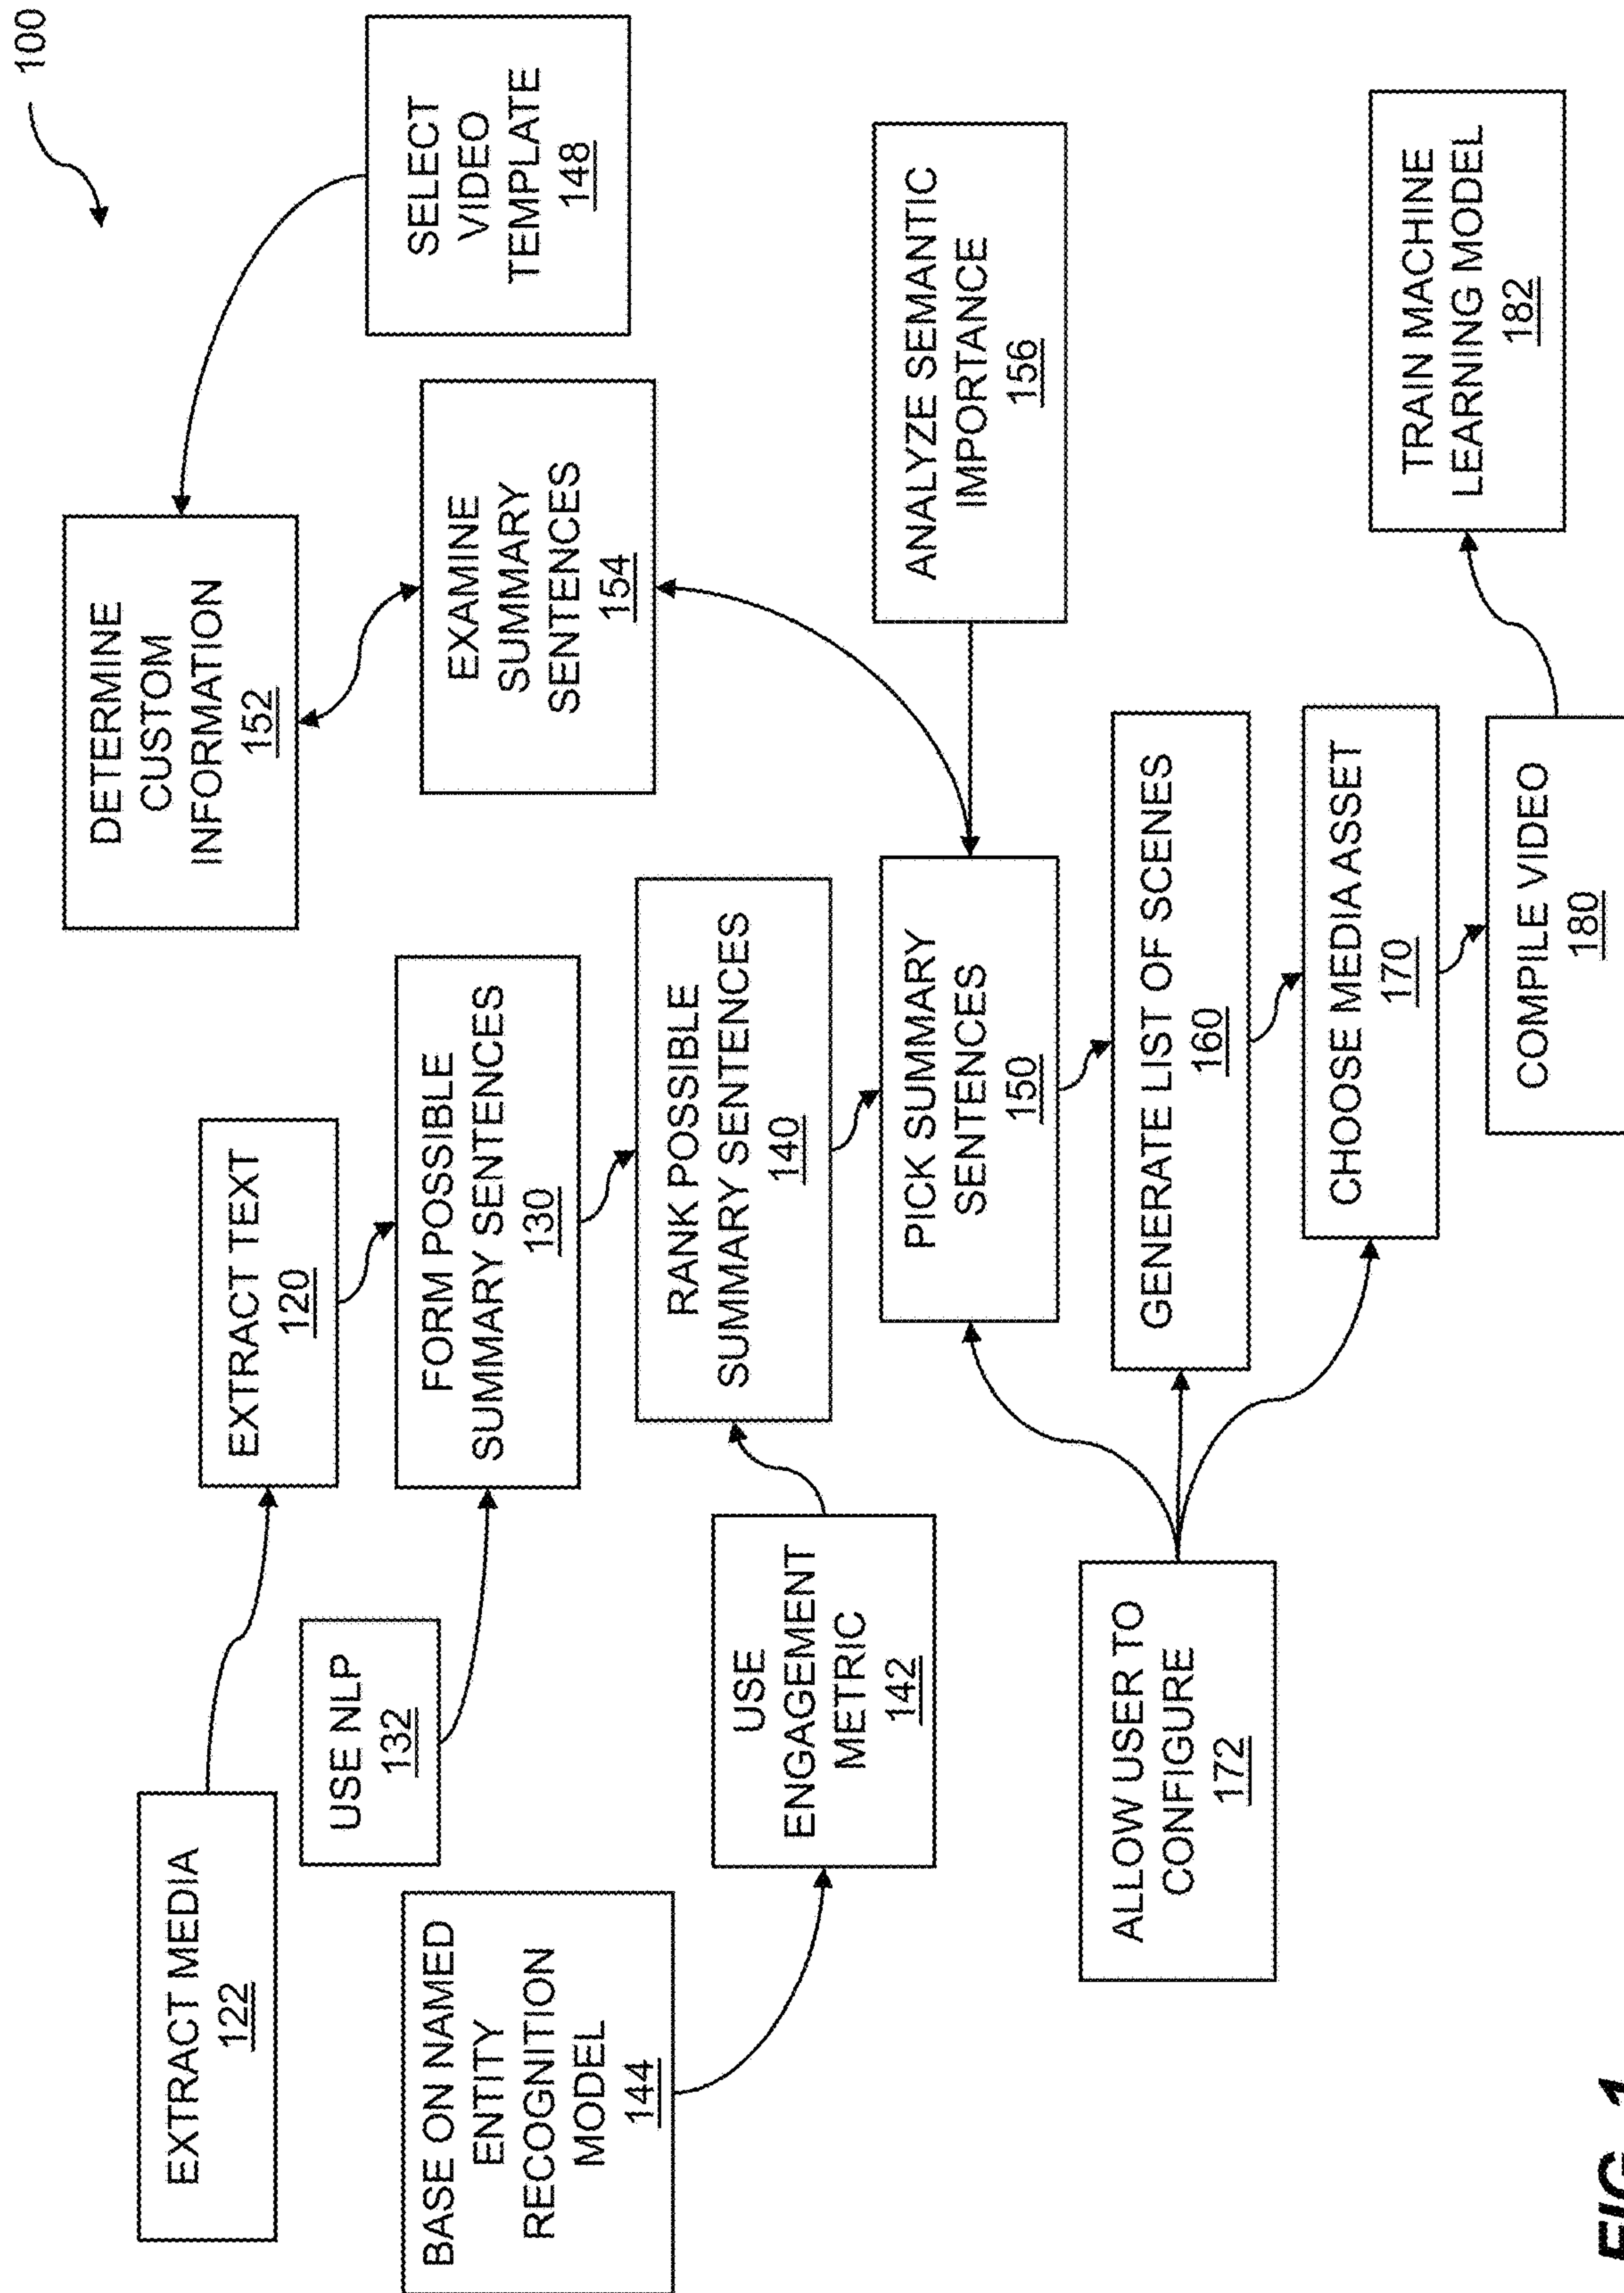 100
EXTRACT MEDIA
122
EXTRACT TEXT
120
DETERMINE
CUSTOM
INFORMATION
152
SELECT
VIDEO
TEMPLATE
148
USE NLP
132
FORM POSSIBLE
SUMMARY SENTENCES
130
EXAMINE
SUMMARY
SENTENCES
154
BASE ON NAMED
ENTITY
RECOGNITION
MODEL
144
USE
ENGAGEMENT
METRIC
142
RANK POSSIBLE
SUMMARY SENTENCES
140
PICK SUMMARY
SENTENCES
150
ANALYZE SEMANTIC
IMPORTANCE
156
ALLOW USER TO
CONFIGURE
172
GENERATE LIST OF SCENES
160
CHOOSE MEDIA ASSET
170
TRAIN MACHINE
LEARNING MODEL
182
COMPILE VIDEO
180
FIG. 1